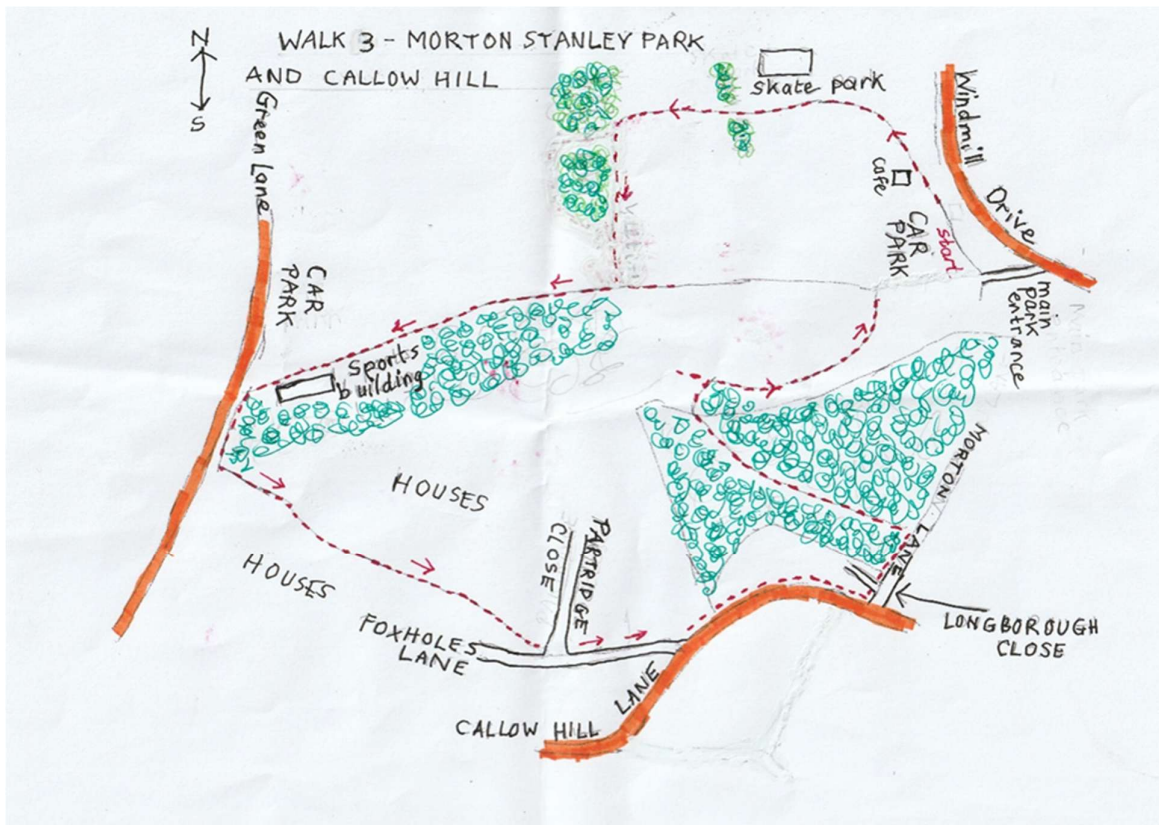 N
S
WALK 3 - MORTON STANLEY PARK
AND CALLOW HILL
skate park
Windmill
Drive
Green Lane
cafe
CAR
PARK
start
main
park
entrance
CAR
PARK
Sports
building
MORTON LANE
HOUSES
HOUSES
PARTRIDGE
CLOSE
FOXHOLES
LANE
LONGBOROUGH
CLOSE
CALLOW HILL LANE